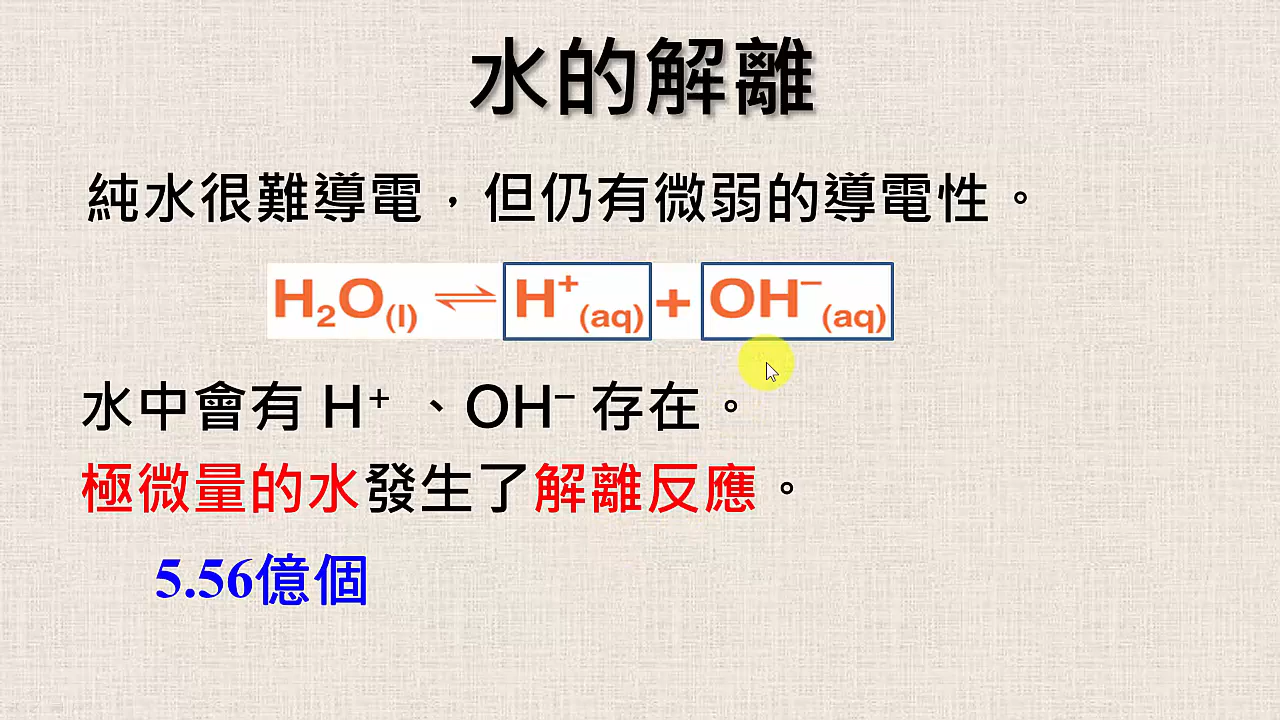 水的解離
純水很難導電，但仍有微弱的導電性。
H₂O(l) ⇌ H⁺(aq) + OH⁻(aq)
水中會有 H⁺ 、OH⁻ 存在。
極微量的水發生了解離反應。
5.56億個